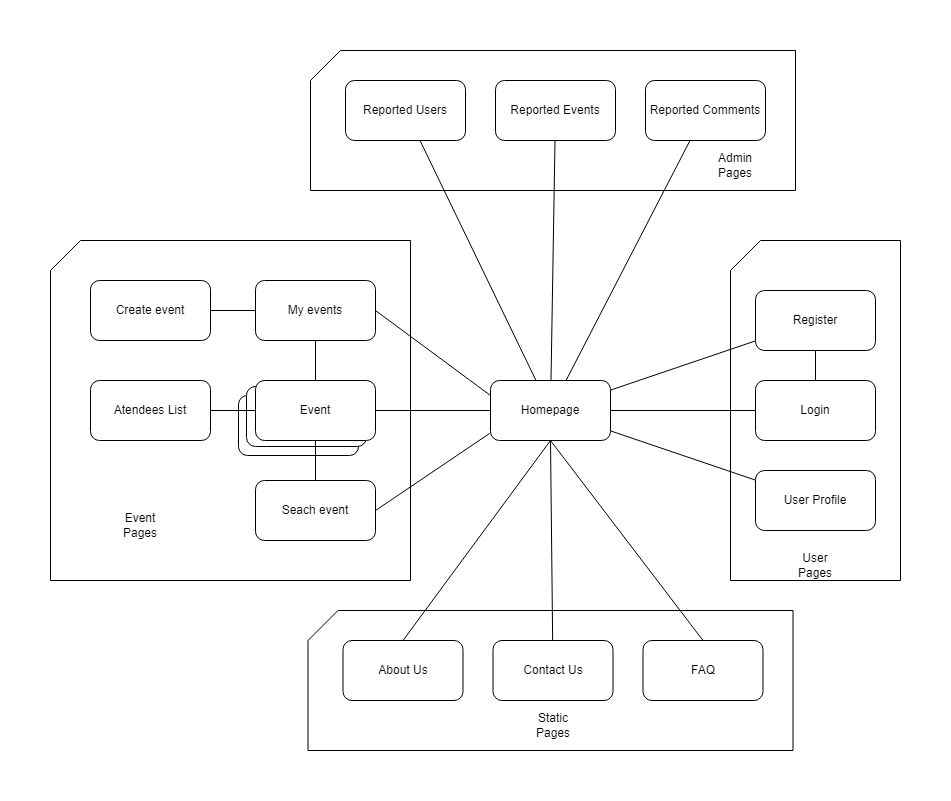 Reported Users
Reported Events
Reported Comments
Admin
Pages
Create event
My events
Atendees List
Event
Seach event
Event
Pages
Homepage
Register
Login
User Profile
User
Pages
About Us
Contact Us
FAQ
Static
Pages